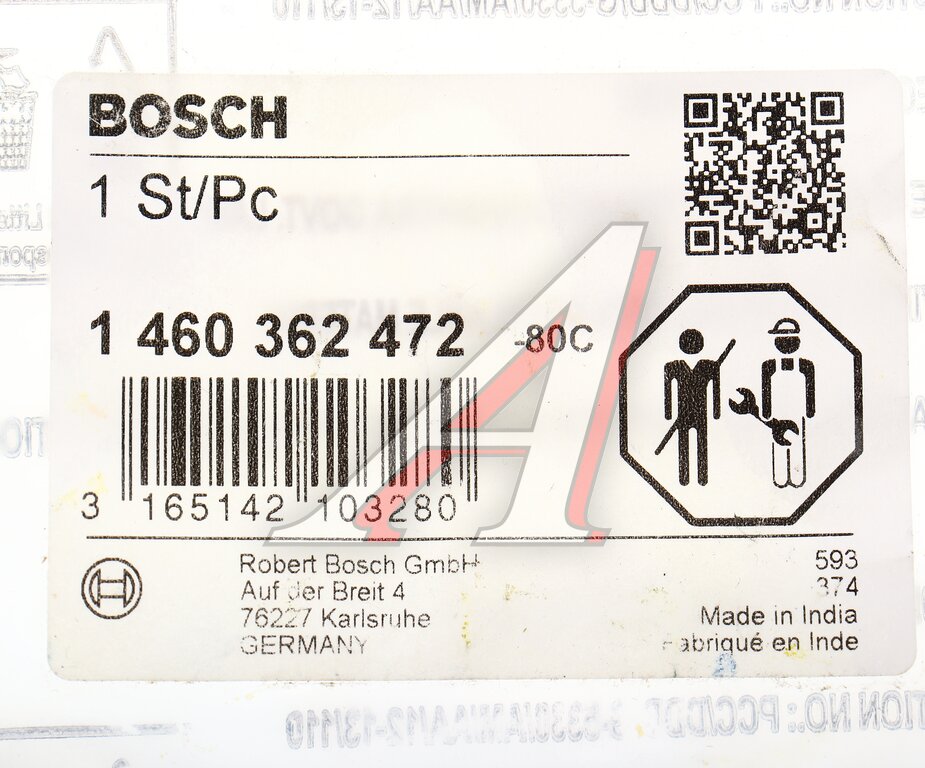 BOSCH
1 St/Pc
1 460 362 472 -80C
3 165142 103280
Robert Bosch GmbH
Auf der Breit 4
76227 Karlsruhe
GERMANY
593
374
Made in India
Fabriqué en Inde